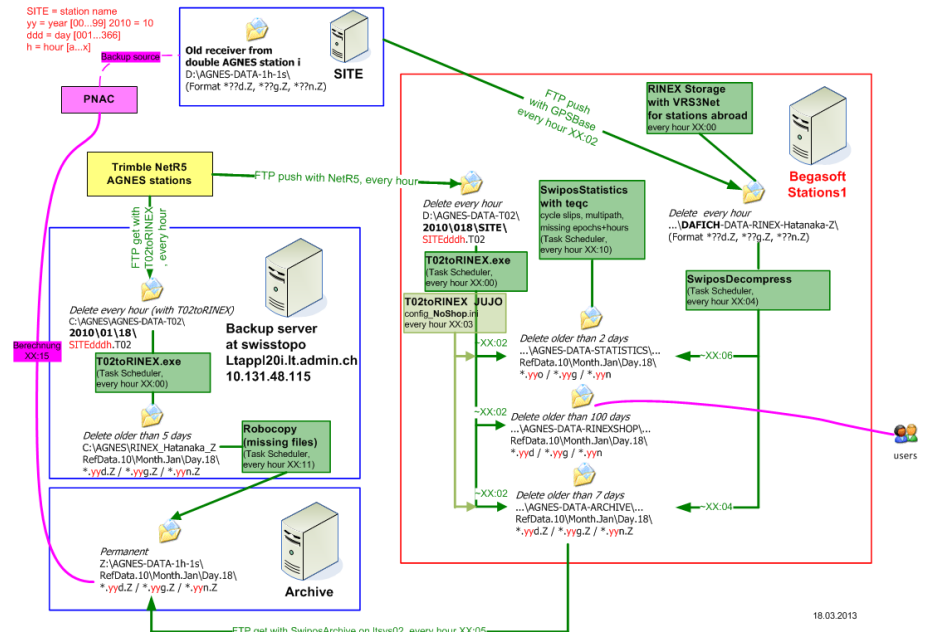 SITE = station name
yy = year [00...99] 2010 = 10
ddd = day [001...366]
h = hour [a...x]
Backup source
PNAC
Old receiver from
double AGNES station i
D:\AGNES-DATA-1h-1s\
(Format *??d.Z, *??g.Z, *??n.Z)
SITE
FTP push
with GPSBase
every hour XX:02
RINEX Storage
with VRS3Net
for stations abroad
every hour XX:00
Begasoft
Stations1
Trimble NetR5
AGNES stations
FTP push with NetR5, every hour
FTP get with
T02toRINEX
, every hour
Delete every hour
D:\AGNES-DATA-T02\
2010\018\SITE\
SITEdddh.T02
SwiposStatistics
with teqc
cycle slips, multipath,
missing epochs+hours
(Task Scheduler,
every hour XX:10)
Delete every hour
...\DAFICH-DATA-RINEX-Hatanaka-Z\
(Format *??d.Z, *??g.Z, *??n.Z)
T02toRINEX.exe
(Task Scheduler,
every hour XX:00)
SwiposDecompress
(Task Scheduler,
every hour XX:04)
T02toRINEX JUJO
config_NoShop.ini
every hour XX:03
Delete every hour (with T02toRINEX)
C:\AGNES\AGNES-DATA-T02\
2010\01\18\
SITEdddh.T02
Backup server
at swisstopo
Ltappl20i.lt.admin.ch
10.131.48.115
Berechnung
XX:15
T02toRINEX.exe
(Task Scheduler,
every hour XX:00)
~XX:02
Delete older than 2 days
...\AGNES-DATA-STATISTICS\...
RefData.10\Month.Jan\Day.18\
*.yyo / *.yyg / *.yyn
~XX:06
~XX:02
Delete older than 100 days
...\AGNES-DATA-RINEXSHOP\...
RefData.10\Month.Jan\Day.18\
*.yyd / *.yyg / *.yyn
users
Delete older than 5 days
C:\AGNES\RINEX_Hatanaka_Z
RefData.10\Month.Jan\Day.18\
*.yyd.Z / *.yyg.Z / *.yyn.Z
Robocopy
(missing files)
(Task Scheduler,
every hour XX:11)
~XX:02
Delete older than 7 days
...\AGNES-DATA-ARCHIVE\...
RefData.10\Month.Jan\Day.18\
*.yyd.Z / *.yyg.Z / *.yyn.Z
~XX:04
Permanent
Z:\AGNES-DATA-1h-1s\
RefData.10\Month.Jan\Day.18\
*.yyd.Z / *.yyg.Z / *.yyn.Z
Archive
18.03.2013
FTP get with SwiposArchive on ltsys02, every hour XX:05